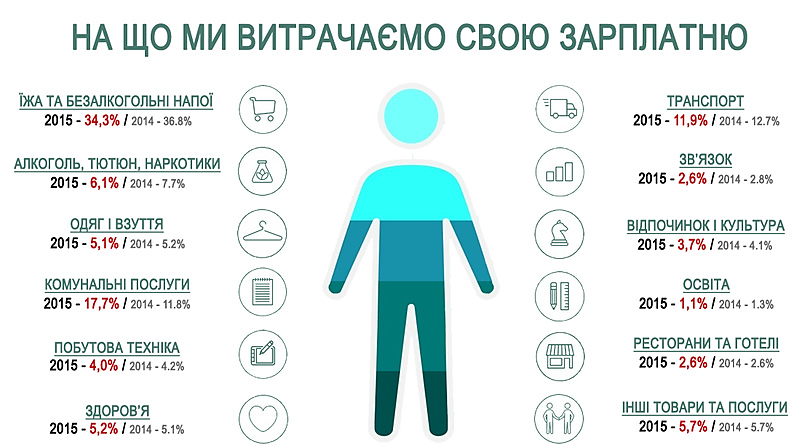 НА ЩО МИ ВИТРАЧАЄМО СВОЮ ЗАРПЛАТНЮ
ЇЖА ТА БЕЗАЛКОГОЛЬНІ НАПОЇ
2015 - 34,3% / 2014 - 36.8%
АЛКОГОЛЬ, ТЮТЮН, НАРКОТИКИ
2015 - 6,1% / 2014 - 7.7%
ОДЯГ І ВЗУТТЯ
2015 - 5,1% / 2014 - 5.2%
КОМУНАЛЬНІ ПОСЛУГИ
2015 - 17,7% / 2014 - 11.8%
ПОБУТОВА ТЕХНІКА
2015 - 4,0% / 2014 - 4.2%
ЗДОРОВ'Я
2015 - 5,2% / 2014 - 5.1%
ТРАНСПОРТ
2015 - 11,9% / 2014 - 12.7%
ЗВ'ЯЗОК
2015 - 2,6% / 2014 - 2.8%
ВІДПОЧИНОК І КУЛЬТУРА
2015 - 3,7% / 2014 - 4.1%
ОСВІТА
2015 - 1,1% / 2014 - 1.3%
РЕСТОРАНИ ТА ГОТЕЛІ
2015 - 2,6% / 2014 - 2.6%
ІНШІ ТОВАРИ ТА ПОСЛУГИ
2015 - 5,7% / 2014 - 5.7%